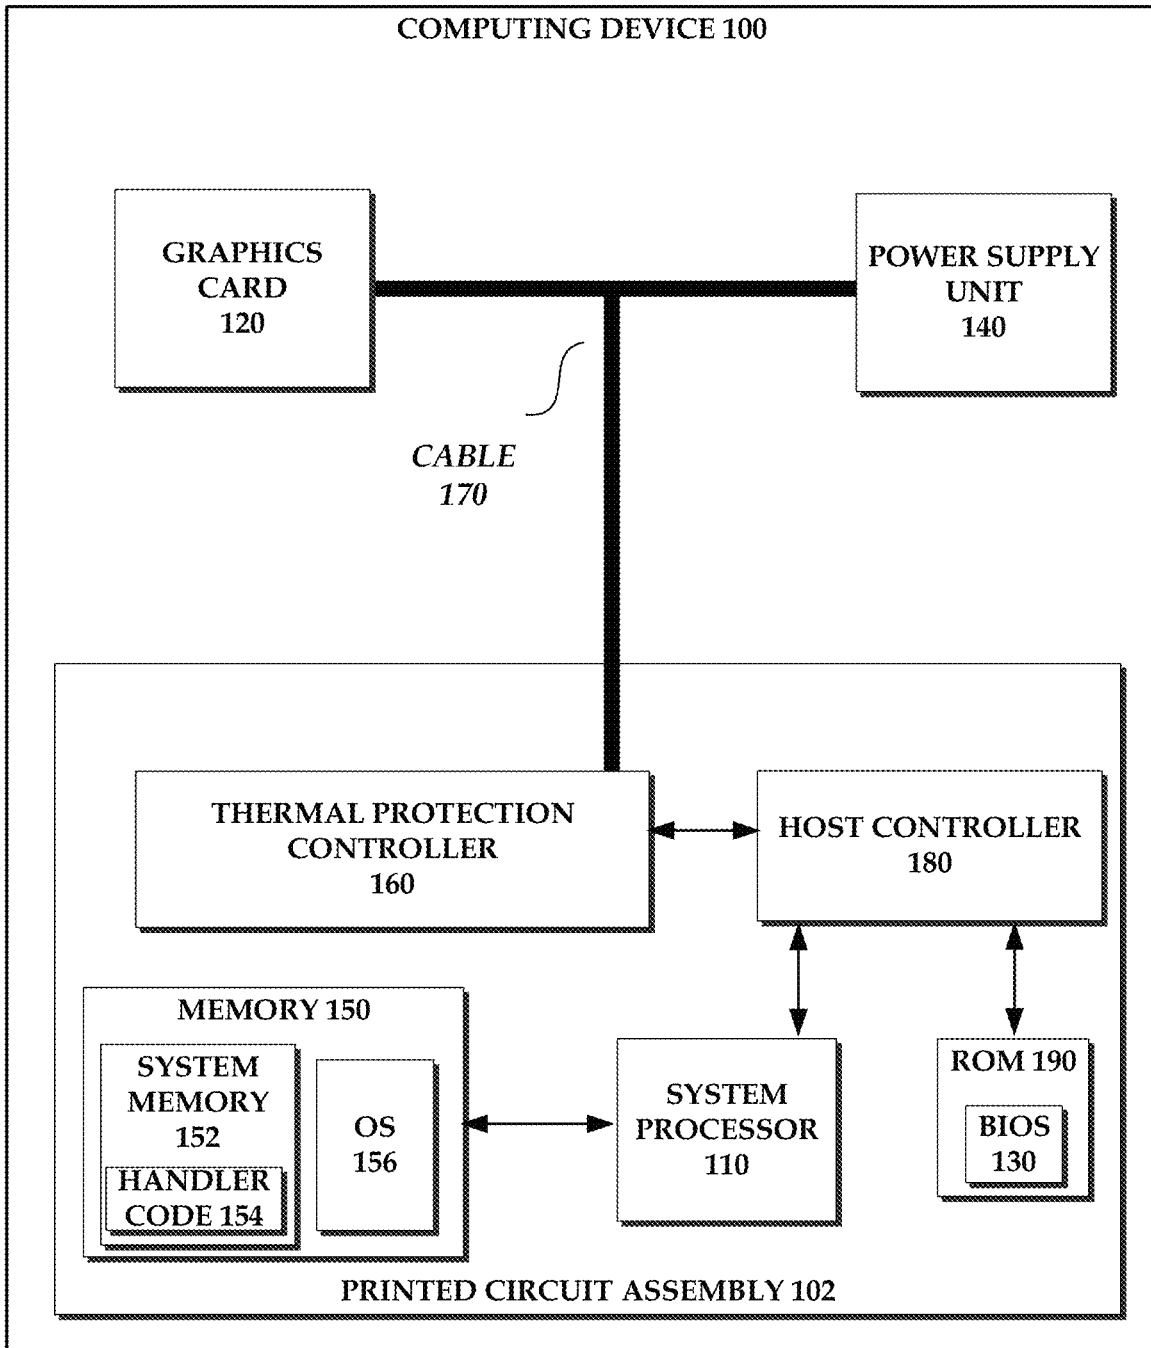 COMPUTING DEVICE 100
GRAPHICS
CARD
120
POWER SUPPLY
UNIT
140
CABLE
170
THERMAL PROTECTION
CONTROLLER
160
HOST CONTROLLER
180
MEMORY 150
SYSTEM
MEMORY
152
HANDLER
CODE 154
OS
156
SYSTEM
PROCESSOR
110
ROM 190
BIOS
130
PRINTED CIRCUIT ASSEMBLY 102